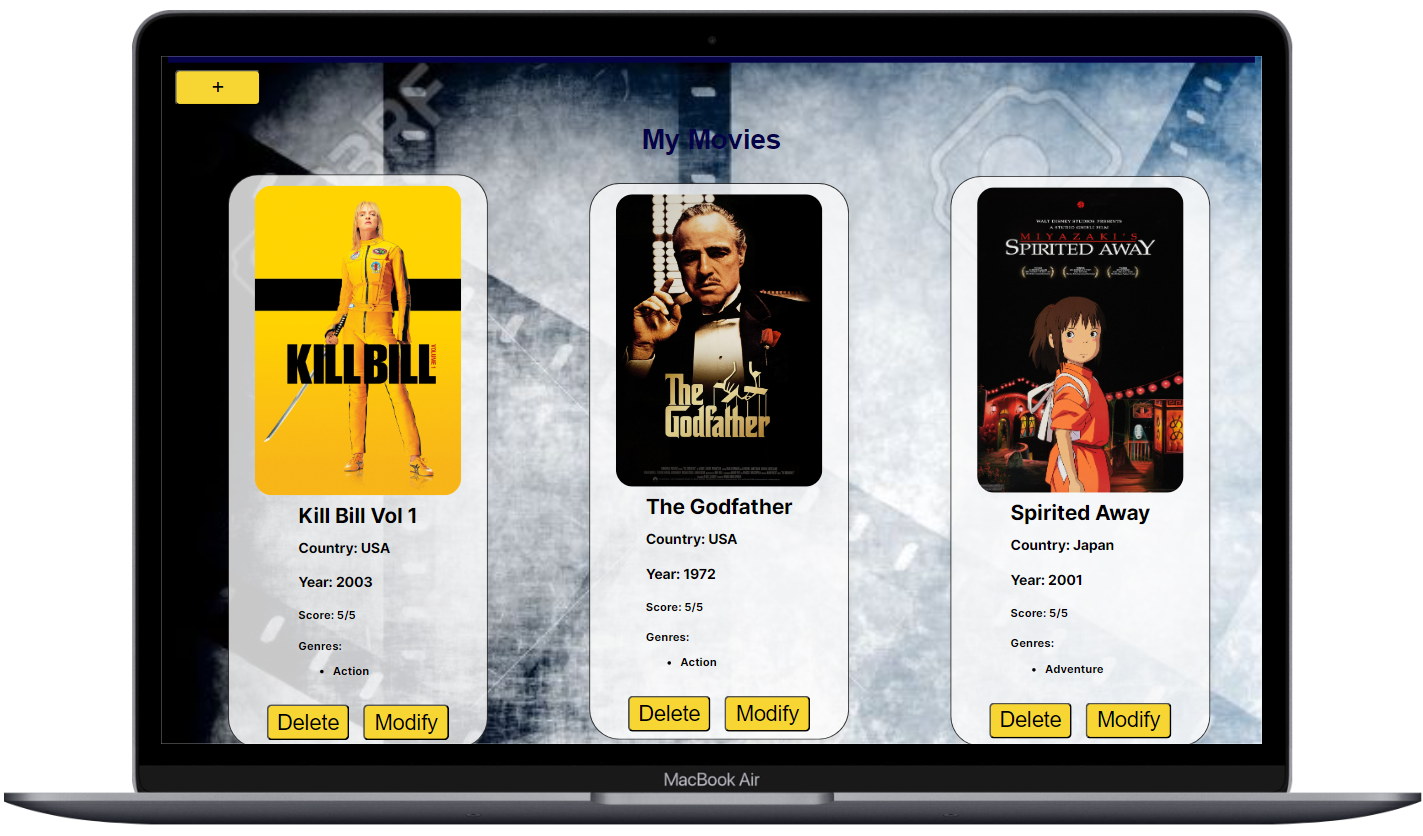 +
My Movies
KILL BILL
VOLUME 1
Kill Bill Vol 1
Country: USA
Year: 2003
Score: 5/5
Genres:
• Action
Delete Modify
The
Godfather
The Godfather
Country: USA
Year: 1972
Score: 5/5
Genres:
• Action
Delete Modify
WALT DISNEY STUDIOS PRESENTS
A STUDIO GHIBLI FILM
MIYAZAKI'S
SPIRITED AWAY
Spirited Away
Country: Japan
Year: 2001
Score: 5/5
Genres:
• Adventure
Delete Modify
MacBook Air